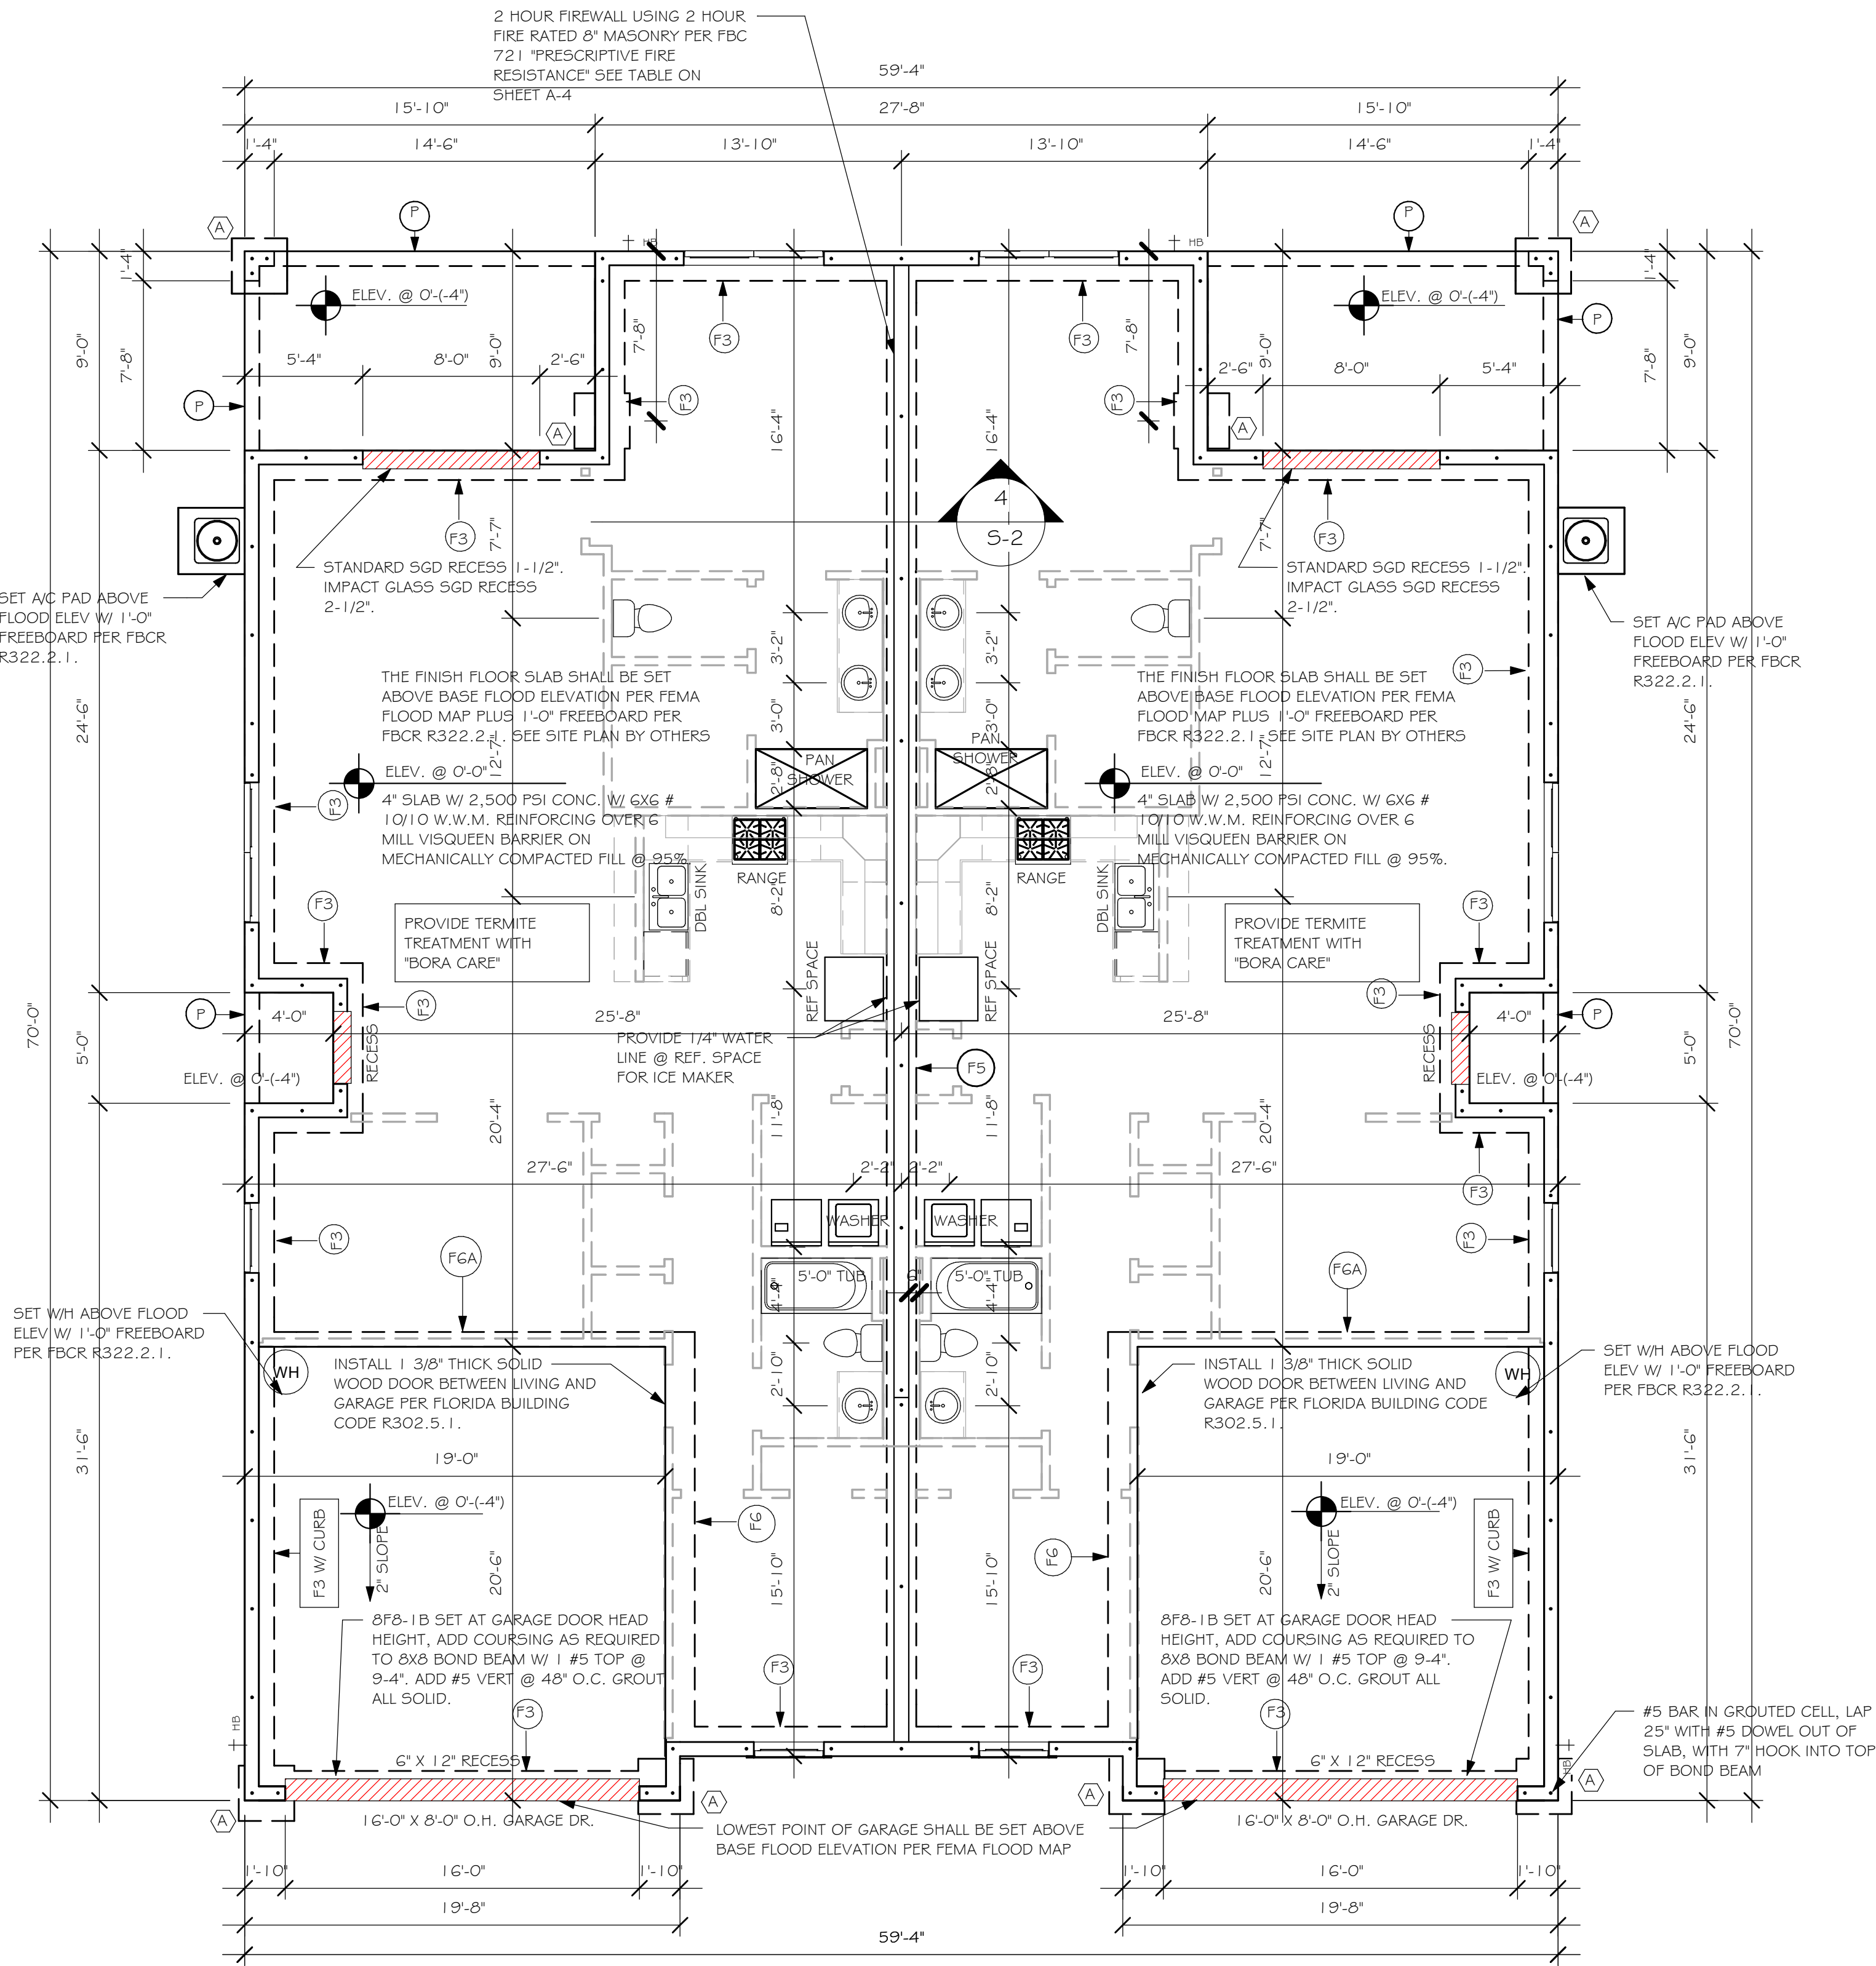 2 HOUR FIREWALL USING 2 HOUR
FIRE RATED 8" MASONRY PER FBC
721 "PRESCRIPTIVE FIRE
RESISTANCE" SEE TABLE ON
SHEET A-4
59'-4"
15'-10"
27'-8"
15'-10"
1'-4"
14'-6"
13'-10"
13'-10"
14'-6"
1'-4"
A
P
HB
HB
P
A
1'-4"
ELEV. @ 0'-(-4")
ELEV. @ 0'-(-4")
1'-4"
P
9'-0"
7'-8"
5'-4"
8'-0"
9'-0"
2'-6"
7'-8"
F3
F3
7'-8"
2'-6"
9'-0"
8'-0"
5'-4"
7'-8"
9'-0"
P
F3
F3
A
16'-4"
16'-4"
A
4
S-2
F3
7'-7"
7'-7"
F3
STANDARD SGD RECESS 1-1/2".
IMPACT GLASS SGD RECESS
2-1/2".
STANDARD SGD RECESS 1-1/2".
IMPACT GLASS SGD RECESS
2-1/2".
SET A/C PAD ABOVE
FLOOD ELEV W/ 1'-0"
FREEBOARD PER FBCR
R322.2.1.
SET A/C PAD ABOVE
FLOOD ELEV W/ 1'-0"
FREEBOARD PER FBCR
R322.2.1.
3'-2"
3'-2"
F3
THE FINISH FLOOR SLAB SHALL BE SET
ABOVE BASE FLOOD ELEVATION PER FEMA
FLOOD MAP PLUS 1'-0" FREEBOARD PER
FBCR R322.2.1. SEE SITE PLAN BY OTHERS
THE FINISH FLOOR SLAB SHALL BE SET
ABOVE BASE FLOOD ELEVATION PER FEMA
FLOOD MAP PLUS 1'-0" FREEBOARD PER
FBCR R322.2.1. SEE SITE PLAN BY OTHERS
24'-6"
24'-6"
3'-0"
3'-0"
12'-7"
12'-7"
PAN
SHOWER
PAN
SHOWER
2'-8"
2'-8"
ELEV. @ 0'-0"
ELEV. @ 0'-0"
F3
4" SLAB W/ 2,500 PSI CONC. W/ 6X6 #
10/10 W.W.M. REINFORCING OVER 6
MILL VISQUEEN BARRIER ON
MECHANICALLY COMPACTED FILL @ 95%.
4" SLAB W/ 2,500 PSI CONC. W/ 6X6 #
10/10 W.W.M. REINFORCING OVER 6
MILL VISQUEEN BARRIER ON
MECHANICALLY COMPACTED FILL @ 95%.
RANGE
RANGE
DBL SINK
DBL SINK
8'-2"
8'-2"
F3
F3
PROVIDE TERMITE
TREATMENT WITH
"BORA CARE"
PROVIDE TERMITE
TREATMENT WITH
"BORA CARE"
REF SPACE
REF SPACE
F3
F3
P
P
70'-0"
5'-0"
4'-0"
25'-8"
25'-8"
4'-0"
5'-0"
70'-0"
RECESS
RECESS
PROVIDE 1/4" WATER
LINE @ REF. SPACE
FOR ICE MAKER
F5
ELEV. @ 0'-(-4")
ELEV. @ 0'-(-4")
20'-4"
11'-8"
11'-8"
20'-4"
27'-6"
2'-2"
2'-2"
27'-6"
F3
WASHER
WASHER
F3
F3
F6A
F6A
5'-0" TUB
6"
5'-0" TUB
4'-4"
4'-4"
SET W/H ABOVE FLOOD
ELEV W/ 1'-0" FREEBOARD
PER FBCR R322.2.1.
SET W/H ABOVE FLOOD
ELEV W/ 1'-0" FREEBOARD
PER FBCR R322.2.1.
WH
WH
INSTALL 1 3/8" THICK SOLID
WOOD DOOR BETWEEN LIVING AND
GARAGE PER FLORIDA BUILDING
CODE R302.5.1.
INSTALL 1 3/8" THICK SOLID
WOOD DOOR BETWEEN LIVING AND
GARAGE PER FLORIDA BUILDING CODE
R302.5.1.
2'-10"
2'-10"
31'-6"
31'-6"
19'-0"
19'-0"
ELEV. @ 0'-(-4")
ELEV. @ 0'-(-4")
F3 W/ CURB
2" SLOPE
20'-6"
F6
15'-10"
15'-10"
F6
20'-6"
2" SLOPE
F3 W/ CURB
8F8-1B SET AT GARAGE DOOR HEAD
HEIGHT, ADD COURSING AS REQUIRED
TO 8X8 BOND BEAM W/ 1 #5 TOP @
9-4". ADD #5 VERT @ 48" O.C. GROUT
ALL SOLID.
8F8-1B SET AT GARAGE DOOR HEAD
HEIGHT, ADD COURSING AS REQUIRED TO
8X8 BOND BEAM W/ 1 #5 TOP @ 9-4".
ADD #5 VERT @ 48" O.C. GROUT ALL
SOLID.
F3
F3
F3
F3
HB
HB
#5 BAR IN GROUTED CELL, LAP
25" WITH #5 DOWEL OUT OF
SLAB, WITH 7" HOOK INTO TOP
OF BOND BEAM
6" X 12" RECESS
6" X 12" RECESS
A
A
A
A
16'-0" X 8'-0" O.H. GARAGE DR.
16'-0" X 8'-0" O.H. GARAGE DR.
LOWEST POINT OF GARAGE SHALL BE SET ABOVE
BASE FLOOD ELEVATION PER FEMA FLOOD MAP
1'-10"
16'-0"
1'-10"
1'-10"
16'-0"
1'-10"
19'-8"
19'-8"
59'-4"